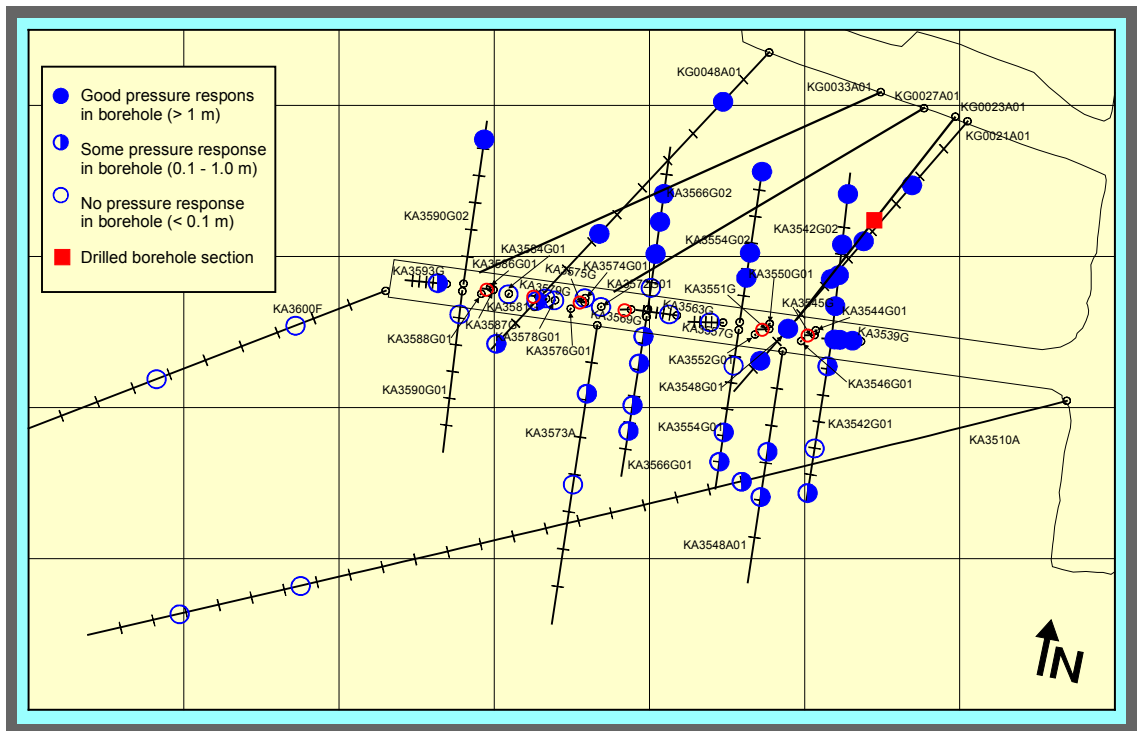 Good pressure respons
in borehole (> 1 m)
Some pressure response
in borehole (0.1 - 1.0 m)
No pressure response
in borehole (< 0.1 m)
Drilled borehole section
KG0048A01
KG0033A01
KG0027A01
KG0023A01
KG0021A01
KA3566G02
KA3590G02
KA3542G02
KA3554G02
KA3584G01
KA3586G01
KA3574G01
KA3575G
KA3593G
KA3550G01
KA3572G01
KA3551G
KA3600F
KA3563G
KA3544G01
KA3569G
KA3587G
KA3557G
KA3539G
KA3588G01
KA3578G01
KA3576G01
KA3552G01
KA3546G01
KA3548G01
KA3590G01
KA3542G01
KA3554G01
KA3573A
KA3510A
KA3566G01
KA3548A01
N